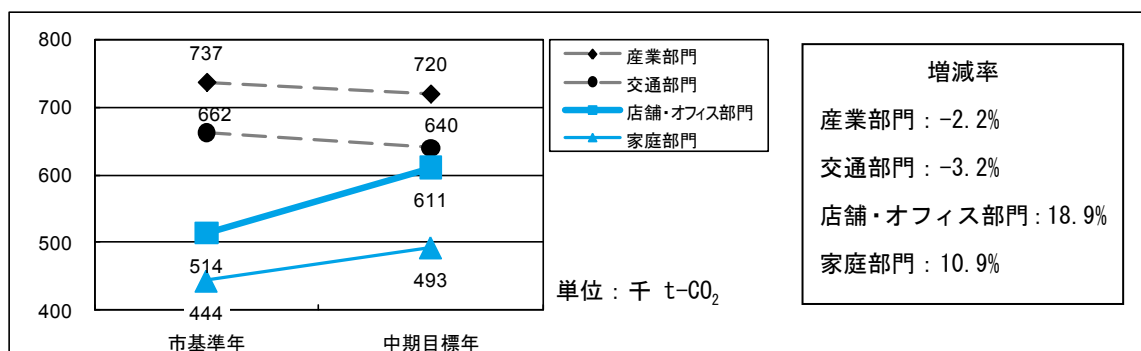 800
700
600
500
400
737
720
662
640
611
514
493
444
市基準年
中期目標年
産業部門
交通部門
店舗・オフィス部門
家庭部門
単位：千 t-CO₂
増減率
産業部門：-2.2%
交通部門：-3.2%
店舗・オフィス部門：18.9%
家庭部門：10.9%